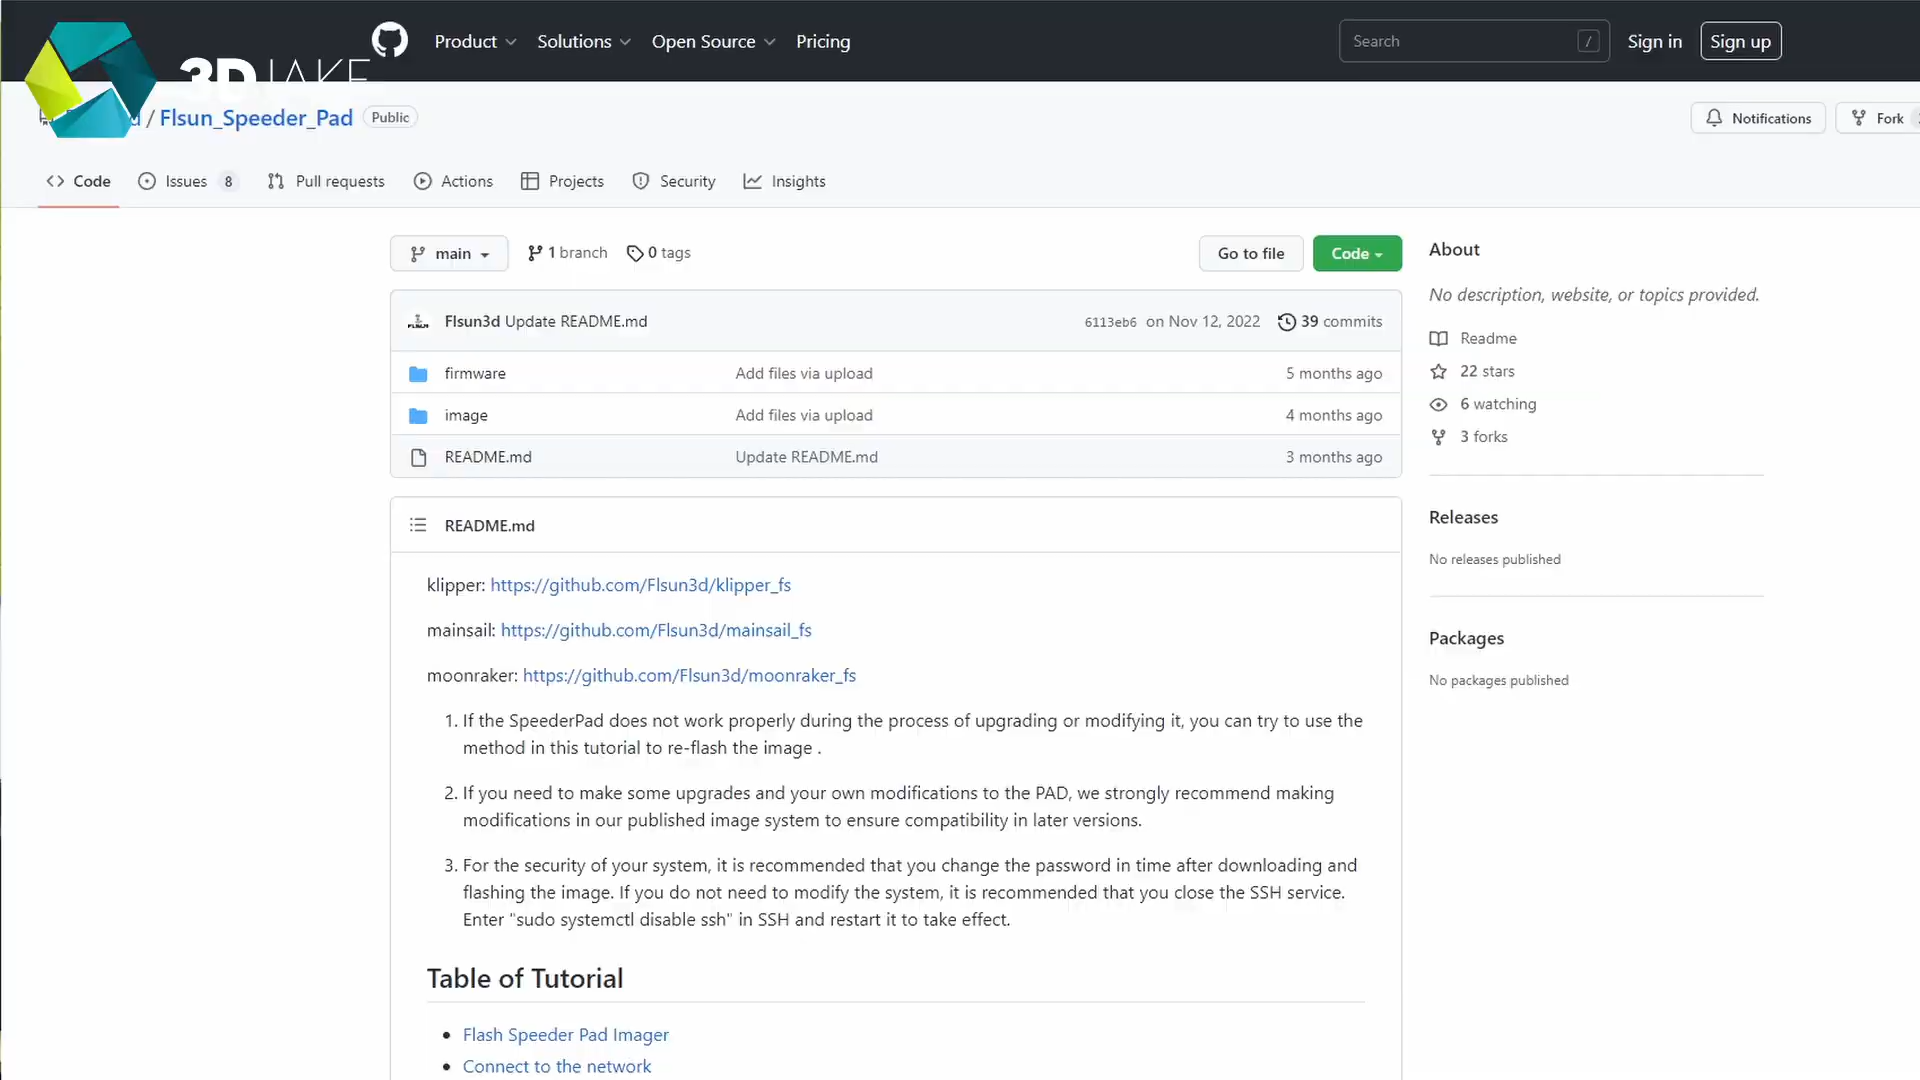 Product Solutions Open Source Pricing Search / Sign in Sign up
3DJAKE
/ Flsun_Speeder_Pad Public Notifications Fork
Code Issues 8 Pull requests Actions Projects Security Insights
main 1 branch 0 tags Go to file Code
About
No description, website, or topics provided.
Readme
22 stars
6 watching
3 forks
Releases
No releases published
Packages
No packages published
Flsun3d Update README.md 6113eb6 on Nov 12, 2022 39 commits
firmware Add files via upload 5 months ago
image Add files via upload 4 months ago
README.md Update README.md 3 months ago
README.md
klipper: https://github.com/Flsun3d/klipper_fs
mainsail: https://github.com/Flsun3d/mainsail_fs
moonraker: https://github.com/Flsun3d/moonraker_fs
1. If the SpeederPad does not work properly during the process of upgrading or modifying it, you can try to use the
method in this tutorial to re-flash the image .
2. If you need to make some upgrades and your own modifications to the PAD, we strongly recommend making
modifications in our published image system to ensure compatibility in later versions.
3. For the security of your system, it is recommended that you change the password in time after downloading and
flashing the image. If you do not need to modify the system, it is recommended that you close the SSH service.
Enter "sudo systemctl disable ssh" in SSH and restart it to take effect.
Table of Tutorial
• Flash Speeder Pad Imager
• Connect to the network